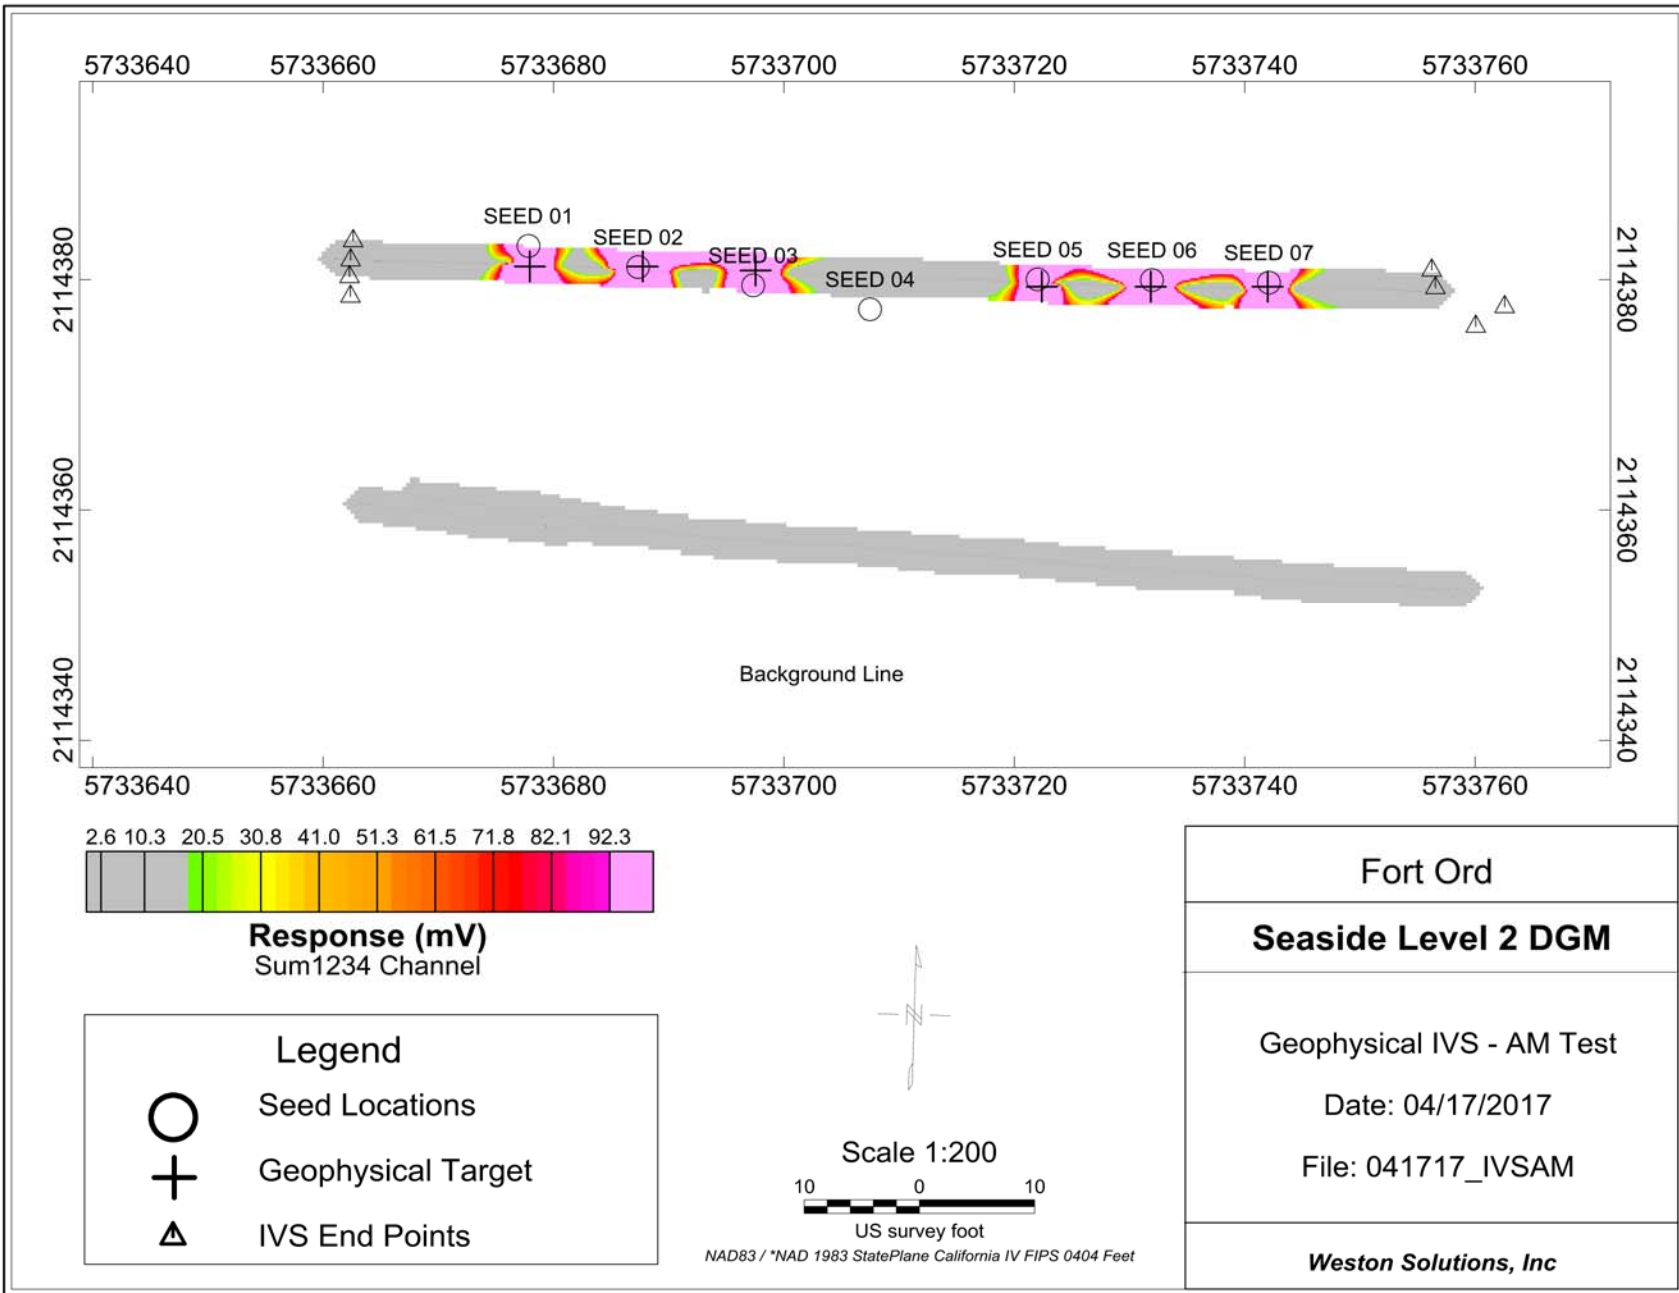 5733640 5733660 5733680 5733700 5733720 5733740 5733760
2114380
2114360
2114340
SEED 01
SEED 02
SEED 03
SEED 04
SEED 05
SEED 06
SEED 07
2114380
2114360
2114340
Background Line
5733640 5733660 5733680 5733700 5733720 5733740 5733760
2.6 10.3 20.5 30.8 41.0 51.3 61.5 71.8 82.1 92.3
Response (mV)
Sum1234 Channel
Legend
Seed Locations
Geophysical Target
IVS End Points
N
Scale 1:200
10 0 10
US survey foot
NAD83 / *NAD 1983 StatePlane California IV FIPS 0404 Feet
Fort Ord
Seaside Level 2 DGM
Geophysical IVS - AM Test
Date: 04/17/2017
File: 041717_IVSAM
Weston Solutions, Inc